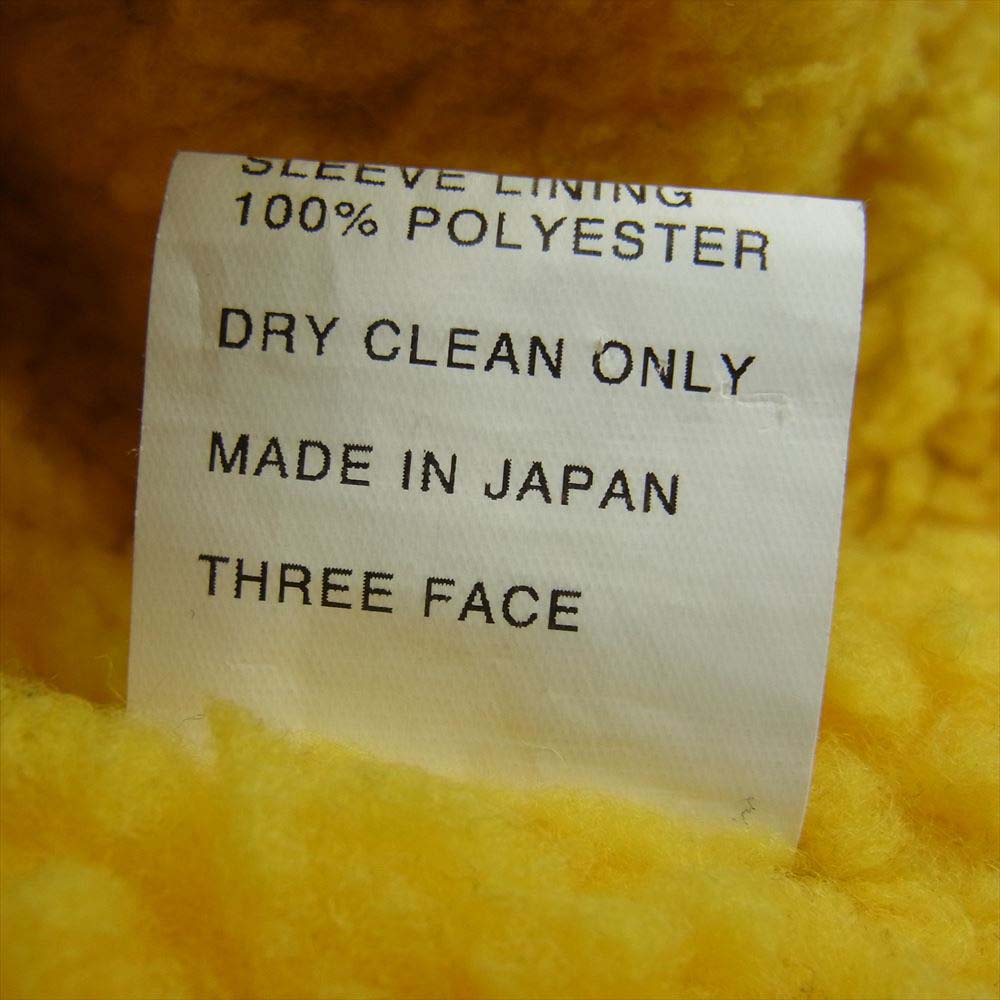 SLEEVE LINING
100% POLYESTER
DRY CLEAN ONLY
MADE IN JAPAN
THREE FACE